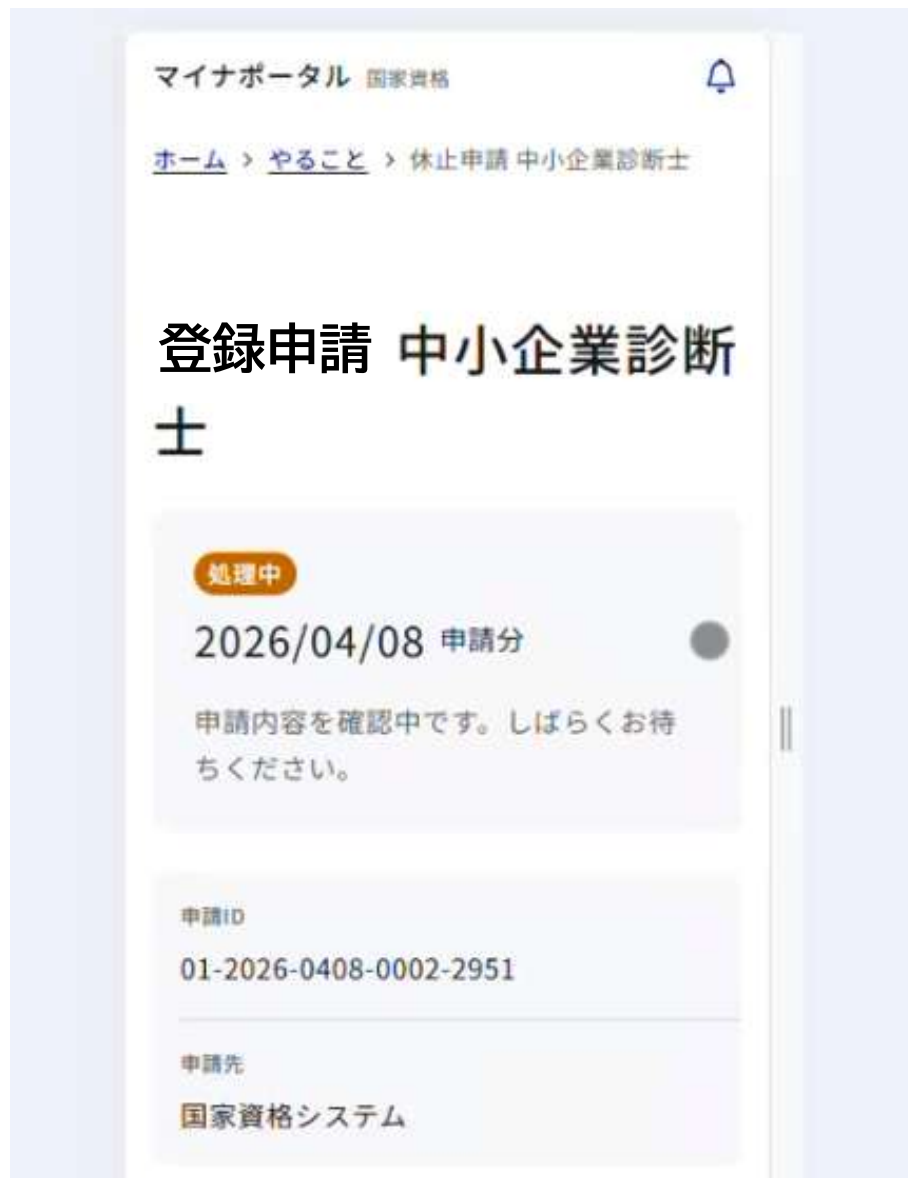 マイナポータル 国家資格
ホーム > やること > 休止申請 中小企業診断士
登録申請 中小企業診断
士
処理中
2026/04/08 申請分
申請内容を確認中です。しばらくお待
ちください。
申請ID
01-2026-0408-0002-2951
申請先
国家資格システム